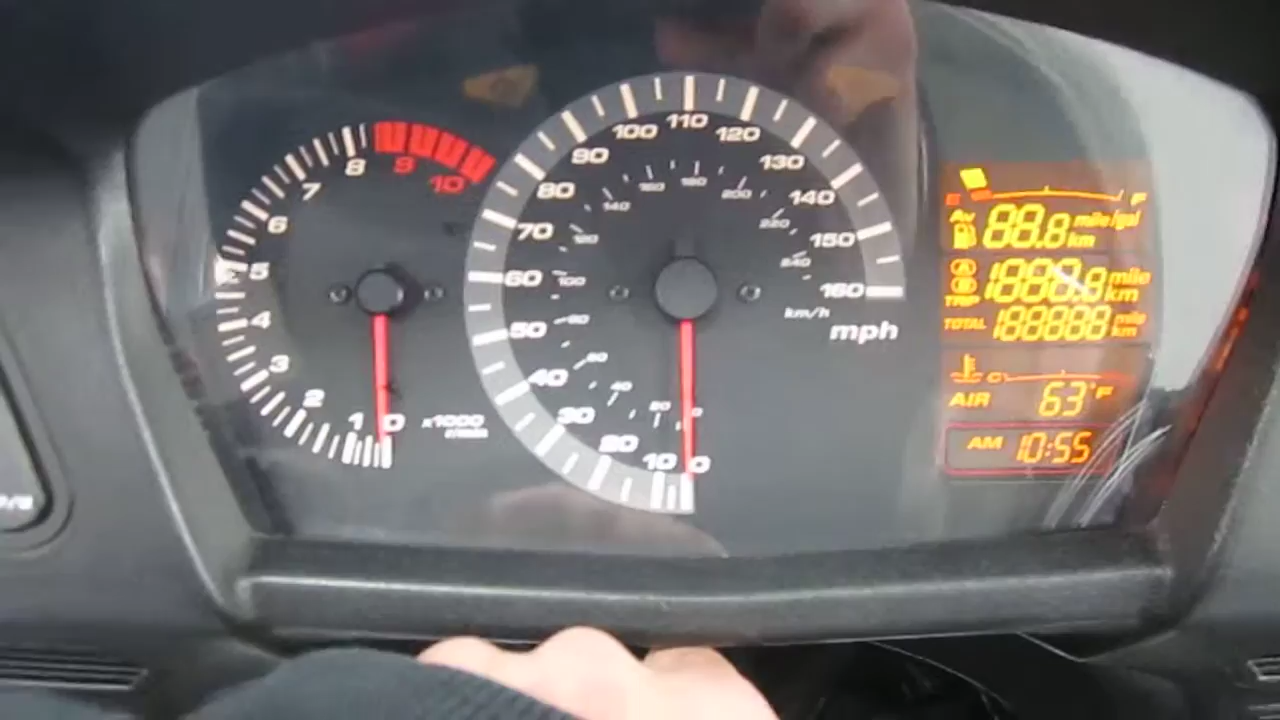 0 1 2 3 4 5 6 7 8 9 10
x1000
r/min
0 10 20 30 40 50 60 70 80 90 100 110 120 130 140 150 160
mph
20 40 60 80 100 120 140 160 180 200 220 240
km/h
E F
Av 88.8 mile/gal
km
A
B
TRIP 1888.8 mile
km
TOTAL 188888 mile
km
C
AIR 63°F
AM 10:55